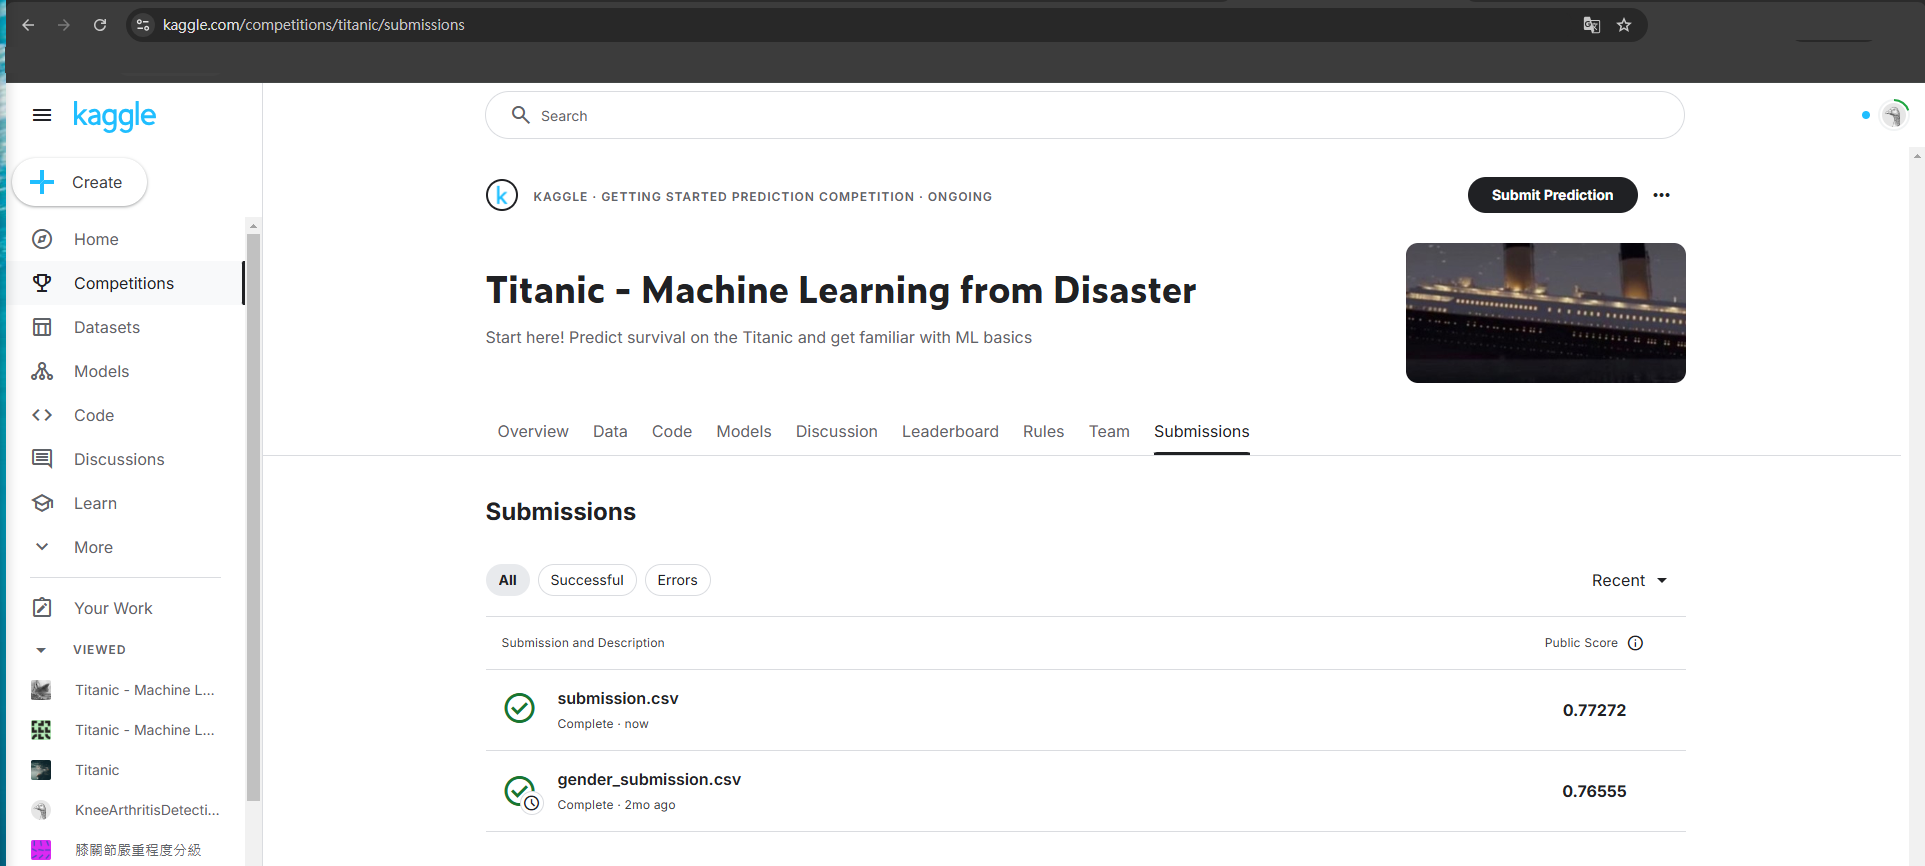 kaggle.com/competitions/titanic/submissions
kaggle
Search
Create
k
KAGGLE · GETTING STARTED PREDICTION COMPETITION · ONGOING
Submit Prediction
Home
Competitions
Datasets
Models
Code
Discussions
Learn
More
Your Work
VIEWED
Titanic - Machine L...
Titanic - Machine L...
Titanic
KneeArthritisDetecti...
膝關節嚴重程度分級
Titanic - Machine Learning from Disaster
Start here! Predict survival on the Titanic and get familiar with ML basics
Overview Data Code Models Discussion Leaderboard Rules Team Submissions
Submissions
All Successful Errors
Recent
Submission and Description Public Score
submission.csv
Complete · now
0.77272
gender_submission.csv
Complete · 2mo ago
0.76555